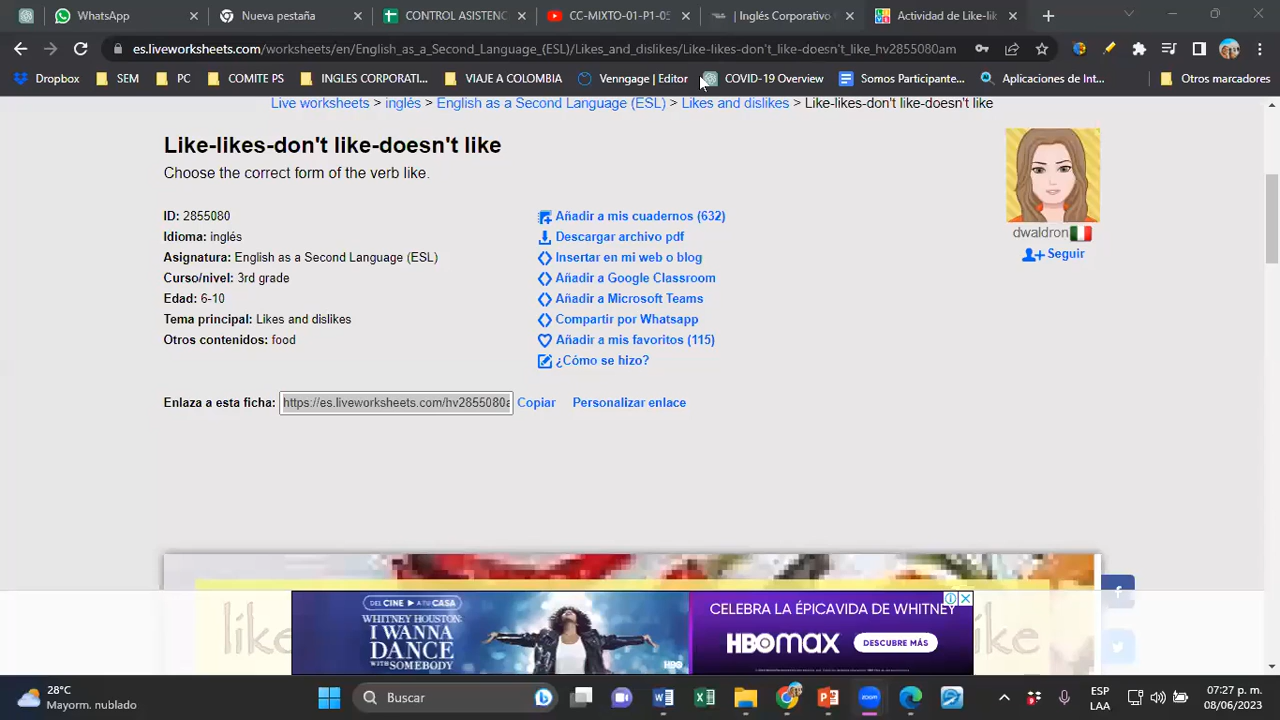 WhatsApp
Nueva pestaña
CONTROL ASISTENC
CC-MIXTO-01-P1-05
| Inglés Corporativo
Actividad de Like-lik
es.liveworksheets.com/worksheets/en/English_as_a_Second_Language_(ESL)/Likes_and_dislikes/Like-likes-don't_like-doesn't_like_hv2855080am
Dropbox
SEM
PC
COMITE PS
INGLES CORPORATI...
VIAJE A COLOMBIA
Venngage | Editor
COVID-19 Overview
Somos Participante...
Aplicaciones de Int...
Otros marcadores
Live worksheets > inglés > English as a Second Language (ESL) > Likes and dislikes > Like-likes-don't like-doesn't like
Like-likes-don't like-doesn't like
Choose the correct form of the verb like.
ID: 2855080
Idioma: inglés
Asignatura: English as a Second Language (ESL)
Curso/nivel: 3rd grade
Edad: 6-10
Tema principal: Likes and dislikes
Otros contenidos: food
Añadir a mis cuadernos (632)
Descargar archivo pdf
Insertar en mi web o blog
Añadir a Google Classroom
Añadir a Microsoft Teams
Compartir por Whatsapp
Añadir a mis favoritos (115)
¿Cómo se hizo?
dwaldron
Seguir
Enlaza a esta ficha: https://es.liveworksheets.com/hv2855080a Copiar Personalizar enlace
like
ike
DEL CINE ▶ A TU CASA
WHITNEY HOUSTON:
I WANNA
DANCE
WITH SOMEBODY
HBO
CELEBRA LA ÉPICAVIDA DE WHITNEY
HBOmax
DESCUBRE MÁS
28°C
Mayorm. nublado
Buscar
zoom
ESP
LAA
07:27 p. m.
08/06/2023